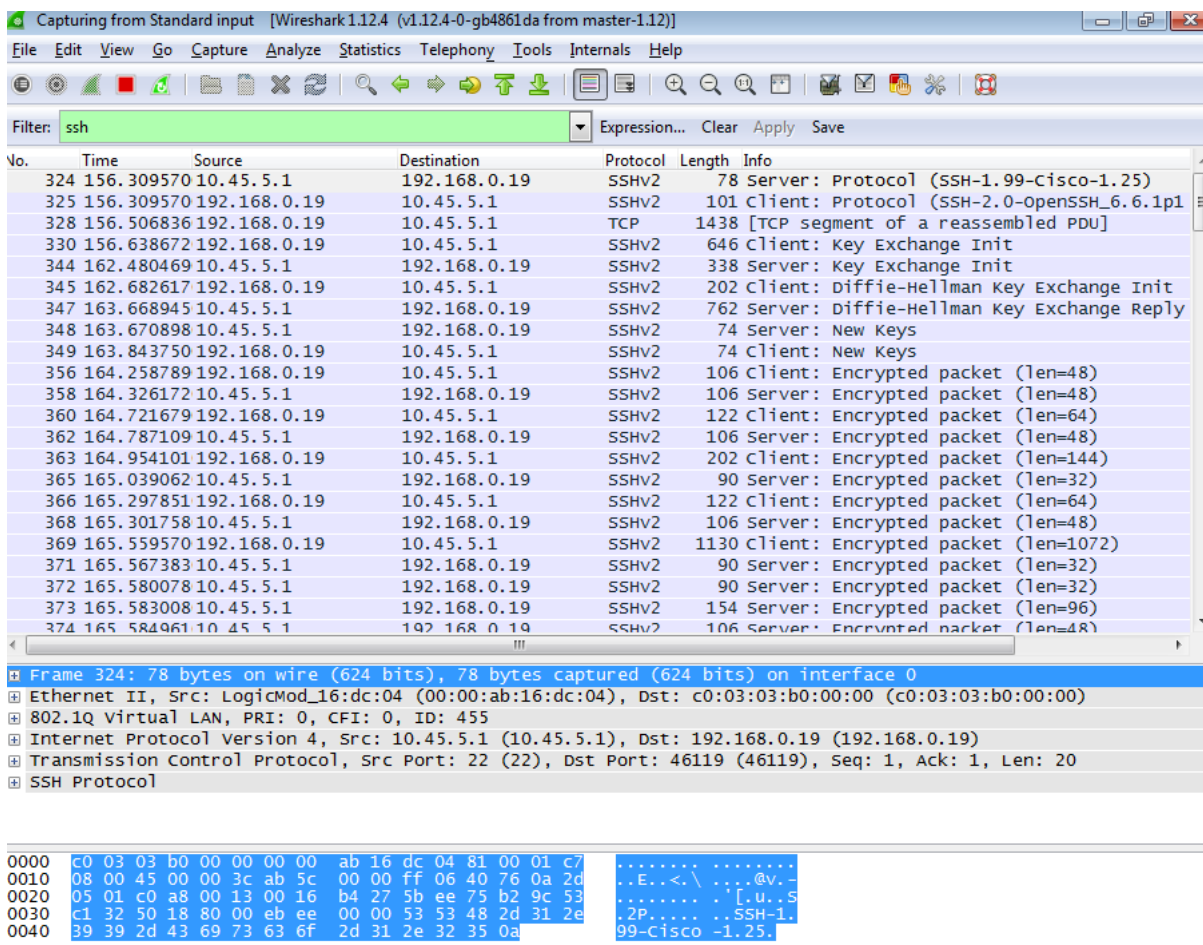 Capturing from Standard input [Wireshark 1.12.4 (v1.12.4-0-gb4861da from master-1.12)]
File Edit View Go Capture Analyze Statistics Telephony Tools Internals Help
Filter: ssh Expression... Clear Apply Save
No. Time Source Destination Protocol Length Info
324 156.309570 10.45.5.1 192.168.0.19 SSHv2 78 Server: Protocol (SSH-1.99-Cisco-1.25)
325 156.309570 192.168.0.19 10.45.5.1 SSHv2 101 Client: Protocol (SSH-2.0-OpenSSH_6.6.1p1
328 156.506836 192.168.0.19 10.45.5.1 TCP 1438 [TCP segment of a reassembled PDU]
330 156.638672 192.168.0.19 10.45.5.1 SSHv2 646 Client: Key Exchange Init
344 162.480469 10.45.5.1 192.168.0.19 SSHv2 338 Server: Key Exchange Init
345 162.682617 192.168.0.19 10.45.5.1 SSHv2 202 Client: Diffie-Hellman Key Exchange Init
347 163.668945 10.45.5.1 192.168.0.19 SSHv2 762 Server: Diffie-Hellman Key Exchange Reply
348 163.670898 10.45.5.1 192.168.0.19 SSHv2 74 Server: New Keys
349 163.843750 192.168.0.19 10.45.5.1 SSHv2 74 Client: New Keys
356 164.258789 192.168.0.19 10.45.5.1 SSHv2 106 Client: Encrypted packet (len=48)
358 164.326172 10.45.5.1 192.168.0.19 SSHv2 106 Server: Encrypted packet (len=48)
360 164.721679 192.168.0.19 10.45.5.1 SSHv2 122 Client: Encrypted packet (len=64)
362 164.787109 10.45.5.1 192.168.0.19 SSHv2 106 Server: Encrypted packet (len=48)
363 164.954101 192.168.0.19 10.45.5.1 SSHv2 202 Client: Encrypted packet (len=144)
365 165.039062 10.45.5.1 192.168.0.19 SSHv2 90 Server: Encrypted packet (len=32)
366 165.297851 192.168.0.19 10.45.5.1 SSHv2 122 Client: Encrypted packet (len=64)
368 165.301758 10.45.5.1 192.168.0.19 SSHv2 106 Server: Encrypted packet (len=48)
369 165.559570 192.168.0.19 10.45.5.1 SSHv2 1130 Client: Encrypted packet (len=1072)
371 165.567383 10.45.5.1 192.168.0.19 SSHv2 90 Server: Encrypted packet (len=32)
372 165.580078 10.45.5.1 192.168.0.19 SSHv2 90 Server: Encrypted packet (len=32)
373 165.583008 10.45.5.1 192.168.0.19 SSHv2 154 Server: Encrypted packet (len=96)
374 165.584961 10.45.5.1 192.168.0.19 SSHv2 106 Server: Encrypted packet (len=48)
Frame 324: 78 bytes on wire (624 bits), 78 bytes captured (624 bits) on interface 0
Ethernet II, Src: LogicMod_16:dc:04 (00:00:ab:16:dc:04), Dst: c0:03:03:b0:00:00 (c0:03:03:b0:00:00)
802.1Q Virtual LAN, PRI: 0, CFI: 0, ID: 455
Internet Protocol Version 4, Src: 10.45.5.1 (10.45.5.1), Dst: 192.168.0.19 (192.168.0.19)
Transmission Control Protocol, Src Port: 22 (22), Dst Port: 46119 (46119), Seq: 1, Ack: 1, Len: 20
SSH Protocol
0000 c0 03 03 b0 00 00 00 00 ab 16 dc 04 81 00 01 c7 ........ ........
0010 08 00 45 00 00 3c ab 5c 00 00 ff 06 40 76 0a 2d ..E..<.\ ....@v.-
0020 05 01 c0 a8 00 13 00 16 b4 27 5b ee 75 b2 9c 53 ........ .'[.u..S
0030 c1 32 50 18 80 00 eb ee 00 00 53 53 48 2d 31 2e .2P..... ..SSH-1.
0040 39 39 2d 43 69 73 63 6f 2d 31 2e 32 35 0a 99-Cisco -1.25.